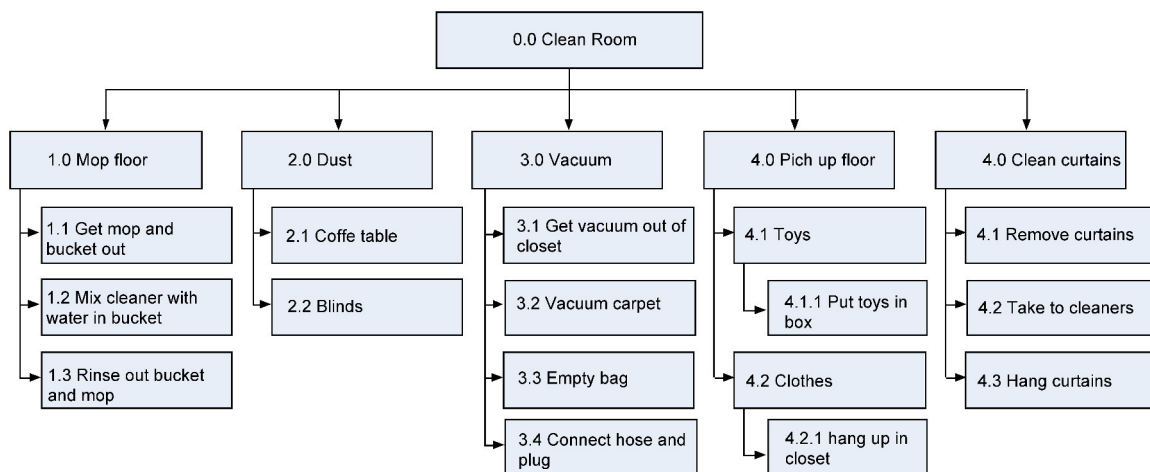 0.0 Clean Room
1.0 Mop floor
2.0 Dust
3.0 Vacuum
4.0 Pich up floor
4.0 Clean curtains
1.1 Get mop and
bucket out
1.2 Mix cleaner with
water in bucket
1.3 Rinse out bucket
and mop
2.1 Coffe table
2.2 Blinds
3.1 Get vacuum out of
closet
3.2 Vacuum carpet
3.3 Empty bag
3.4 Connect hose and
plug
4.1 Toys
4.1.1 Put toys in
box
4.2 Clothes
4.2.1 hang up in
closet
4.1 Remove curtains
4.2 Take to cleaners
4.3 Hang curtains